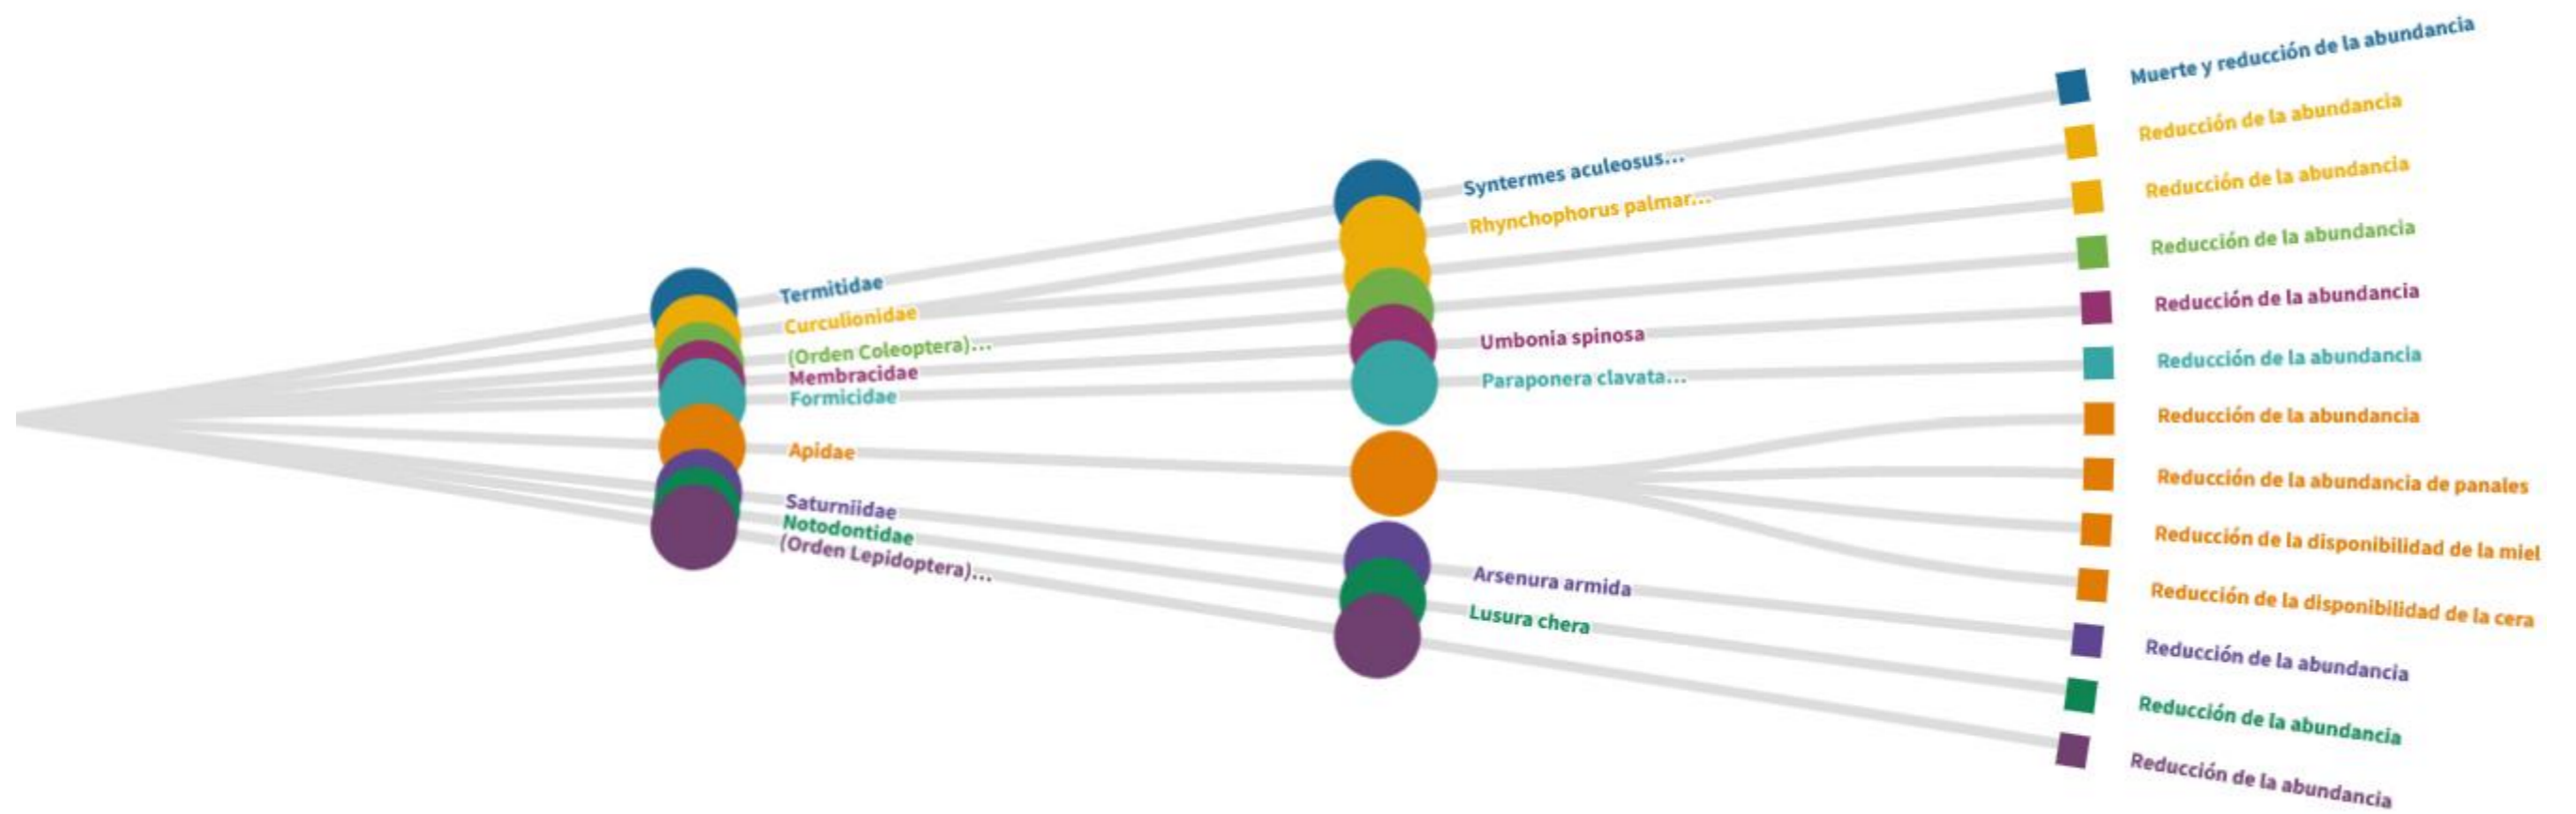 Termitidae
Curculionidae
(Orden Coleoptera)...
Membracidae
Formicidae
Apidae
Saturniidae
Notodontidae
(Orden Lepidoptera)...
Syntermes aculeosus...
Rhynchophorus palmar...
Umbonia spinosa
Paraponera clavata...
Arsenura armida
Lusura chera
Muerte y reducción de la abundancia
Reducción de la abundancia
Reducción de la abundancia
Reducción de la abundancia
Reducción de la abundancia
Reducción de la abundancia
Reducción de la abundancia
Reducción de la abundancia de panales
Reducción de la disponibilidad de la miel
Reducción de la disponibilidad de la cera
Reducción de la abundancia
Reducción de la abundancia
Reducción de la abundancia